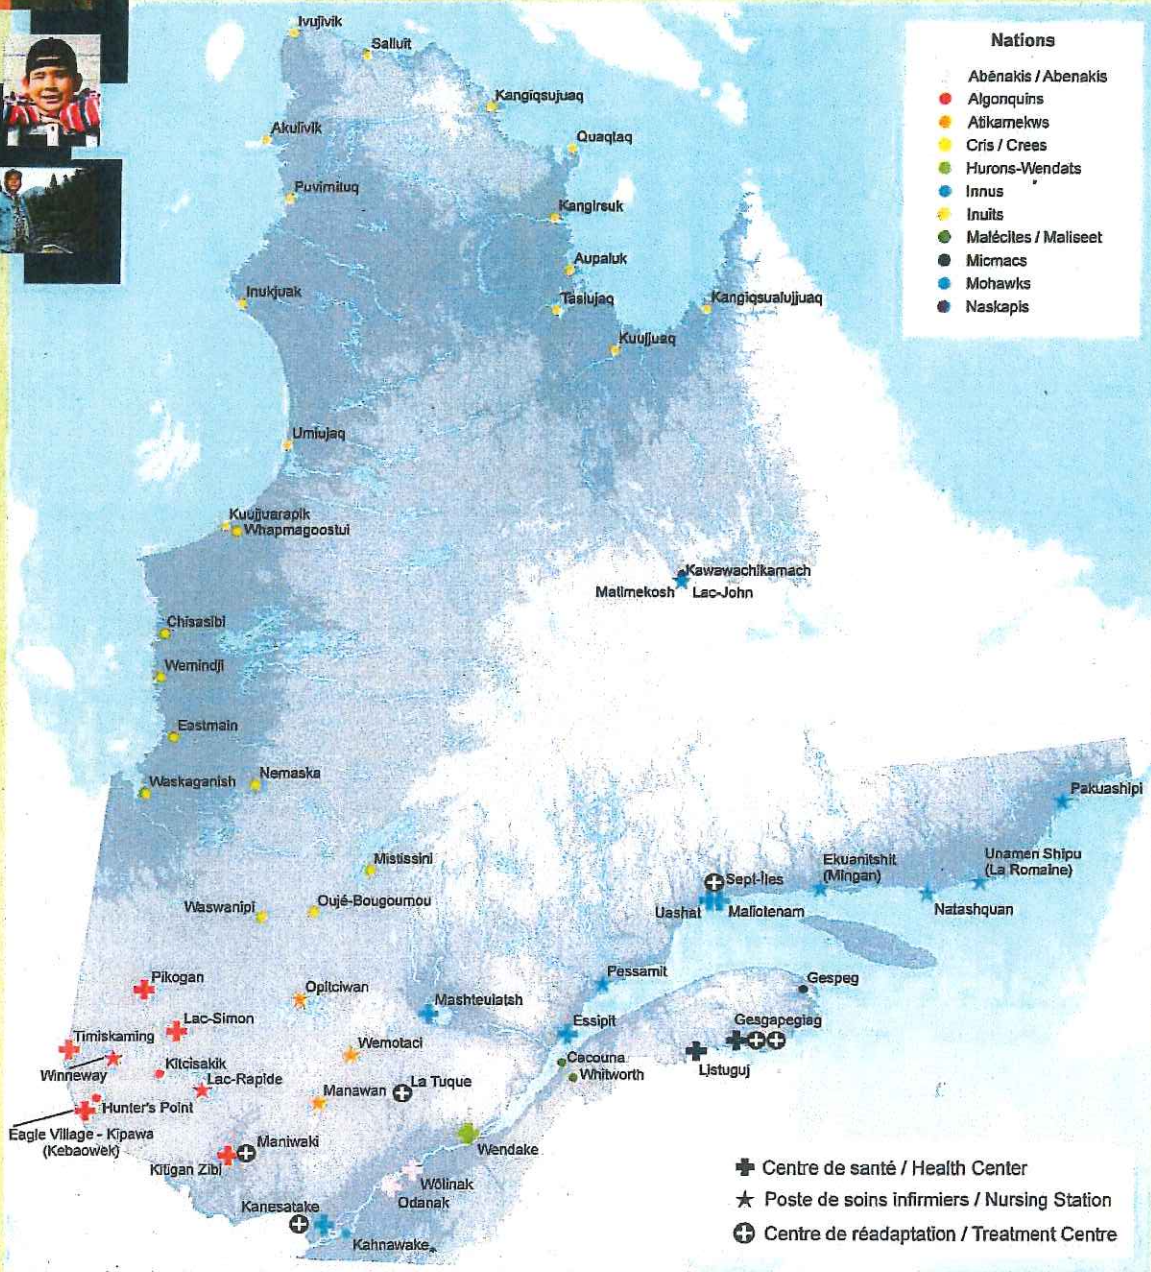 Nations
Abénakis / Abenakis
Algonquins
Atikamekws
Cris / Crees
Hurons-Wendats
Innus
Inuits
Malécites / Maliseet
Micmacs
Mohawks
Naskapis
Ivujivik
Salluit
Kangiqsujuaq
Akulivik
Quaqtaq
Puvirnituq
Kangirsuk
Aupaluk
Inukjuak
Tasiujaq
Kangiqsualujjuaq
Kuujjuaq
Umiujaq
Kuujjuarapik
Whapmagoostui
Kawawachikamach
Matimekosh
Lac-John
Chisasibi
Wemindji
Eastmain
Waskaganish
Nemaska
Pakuashipi
Mistissini
Ekuanitshit
(Mingan)
Unamen Shipu
(La Romaine)
Sept-Îles
Waswanipi
Oujé-Bougoumou
Uashat
Maliotenam
Natashquan
Pikogan
Opitciwan
Pessamit
Gespeg
Mashteuiatsh
Lac-Simon
Essipit
Gesgapegiag
Timiskaming
Wemotaci
Winneway
Kitcisakik
Cacouna
Whitworth
Listuguj
Lac-Rapide
Manawan
La Tuque
Hunter's Point
Eagle Village - Kipawa
(Kebaowek)
Maniwaki
Kitigan Zibi
Wendake
Wôlinak
Odanak
Kanesatake
Kahnawake
Centre de santé / Health Center
Poste de soins infirmiers / Nursing Station
Centre de réadaptation / Treatment Centre